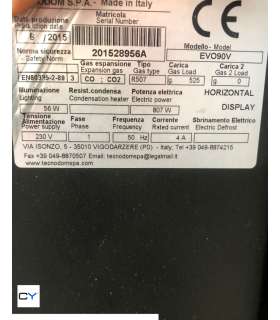 DOM S.P.A. - Made in Italy
Data produzione Matricola
Serial Number
6 / 2015 201528956A
Norma sicurezza Modello - Model
Safety Norm EVO90V
Gas espansione Tipo Gas Carica Carica 2
Expansion gas Gas type Gas Load Gas 2 Load
EN60335-2-89 3 CO2 R507 g 525 g 0
Illuminazione Resist.condensa Potenza elettrica HORIZONTAL
Lighting Condensation heater Electric power
56 W 807 W DISPLAY
Tensione Fase Frequenza Corrente Sbrinamento Elettrico
Alimentazione Phase Frequency Rated current Electric Defrost
Power supply
230 V 1 50 Hz 4 A
VIA ISONZO, 5 - 35010 VIGODARZERE (PD) - ITALY Tel +39 049-8874215
Fax +39 049-8870507 Email: tecnodomspa@legalmail.it
www.tecnodomspa.com
CY